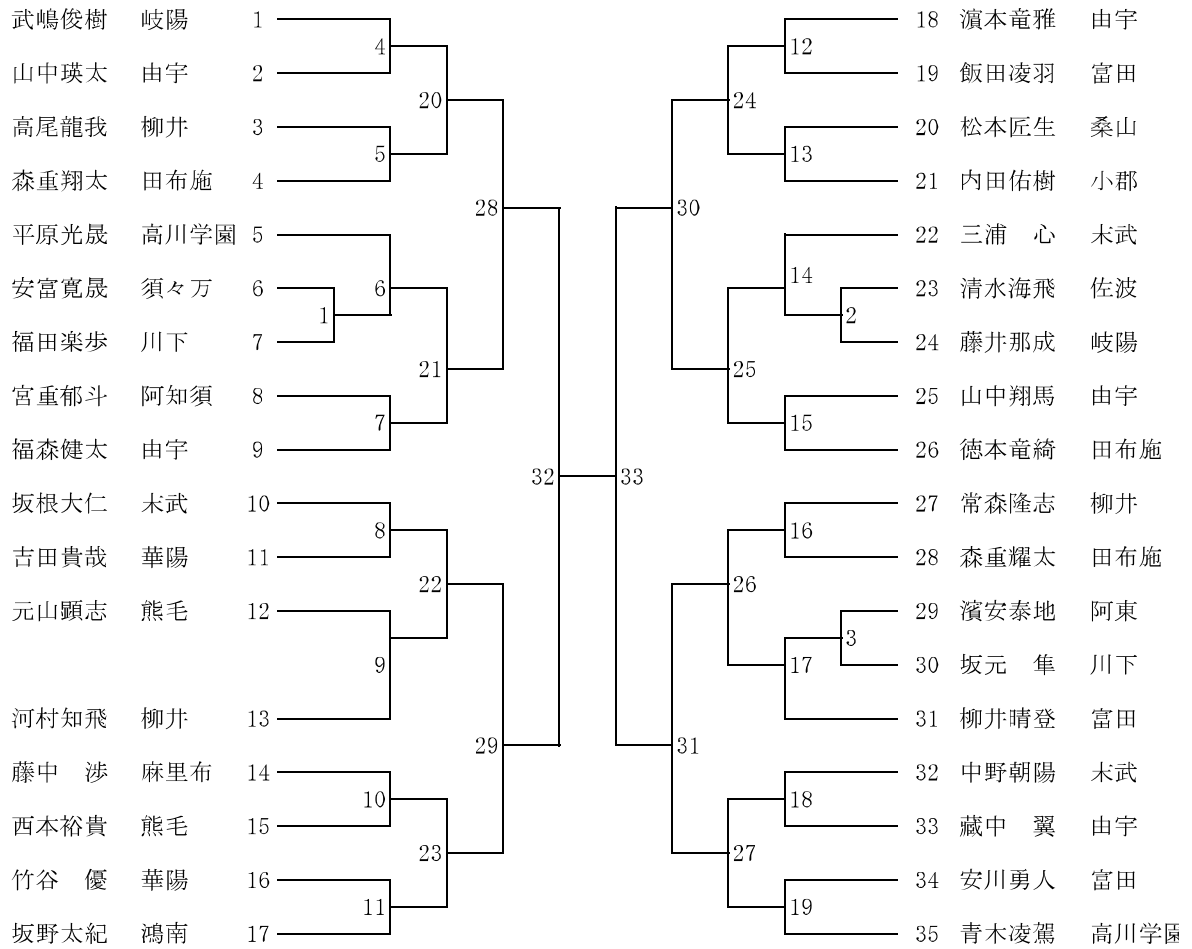 武嶋俊樹 岐陽 1
4
山中瑛太 由宇 2
20
高尾龍我 柳井 3
5
森重翔太 田布施 4
28
平原光晟 高川学園 5
安富寛晟 須々万 6
6
1
福田楽歩 川下 7
21
宮重郁斗 阿知須 8
7
福森健太 由宇 9
32
坂根大仁 末武 10
8
吉田貴哉 華陽 11
22
元山顕志 熊毛 12
9
河村知飛 柳井 13
29
藤中 渉 麻里布 14
10
西本裕貴 熊毛 15
23
竹谷 優 華陽 16
11
坂野太紀 鴻南 17
18 濵本竜雅 由宇
12
19 飯田凌羽 富田
24
20 松本匠生 桑山
13
21 内田佑樹 小郡
30
22 三浦 心 末武
14
23 清水海飛 佐波
2
24 藤井那成 岐陽
25
25 山中翔馬 由宇
15
26 徳本竜綺 田布施
33
27 常森隆志 柳井
16
28 森重耀太 田布施
26
29 濱安泰地 阿東
3
30 坂元 隼 川下
17
31 柳井晴登 富田
31
32 中野朝陽 末武
18
33 藏中 翼 由宇
27
34 安川勇人 富田
19
35 青木凌駕 高川学園